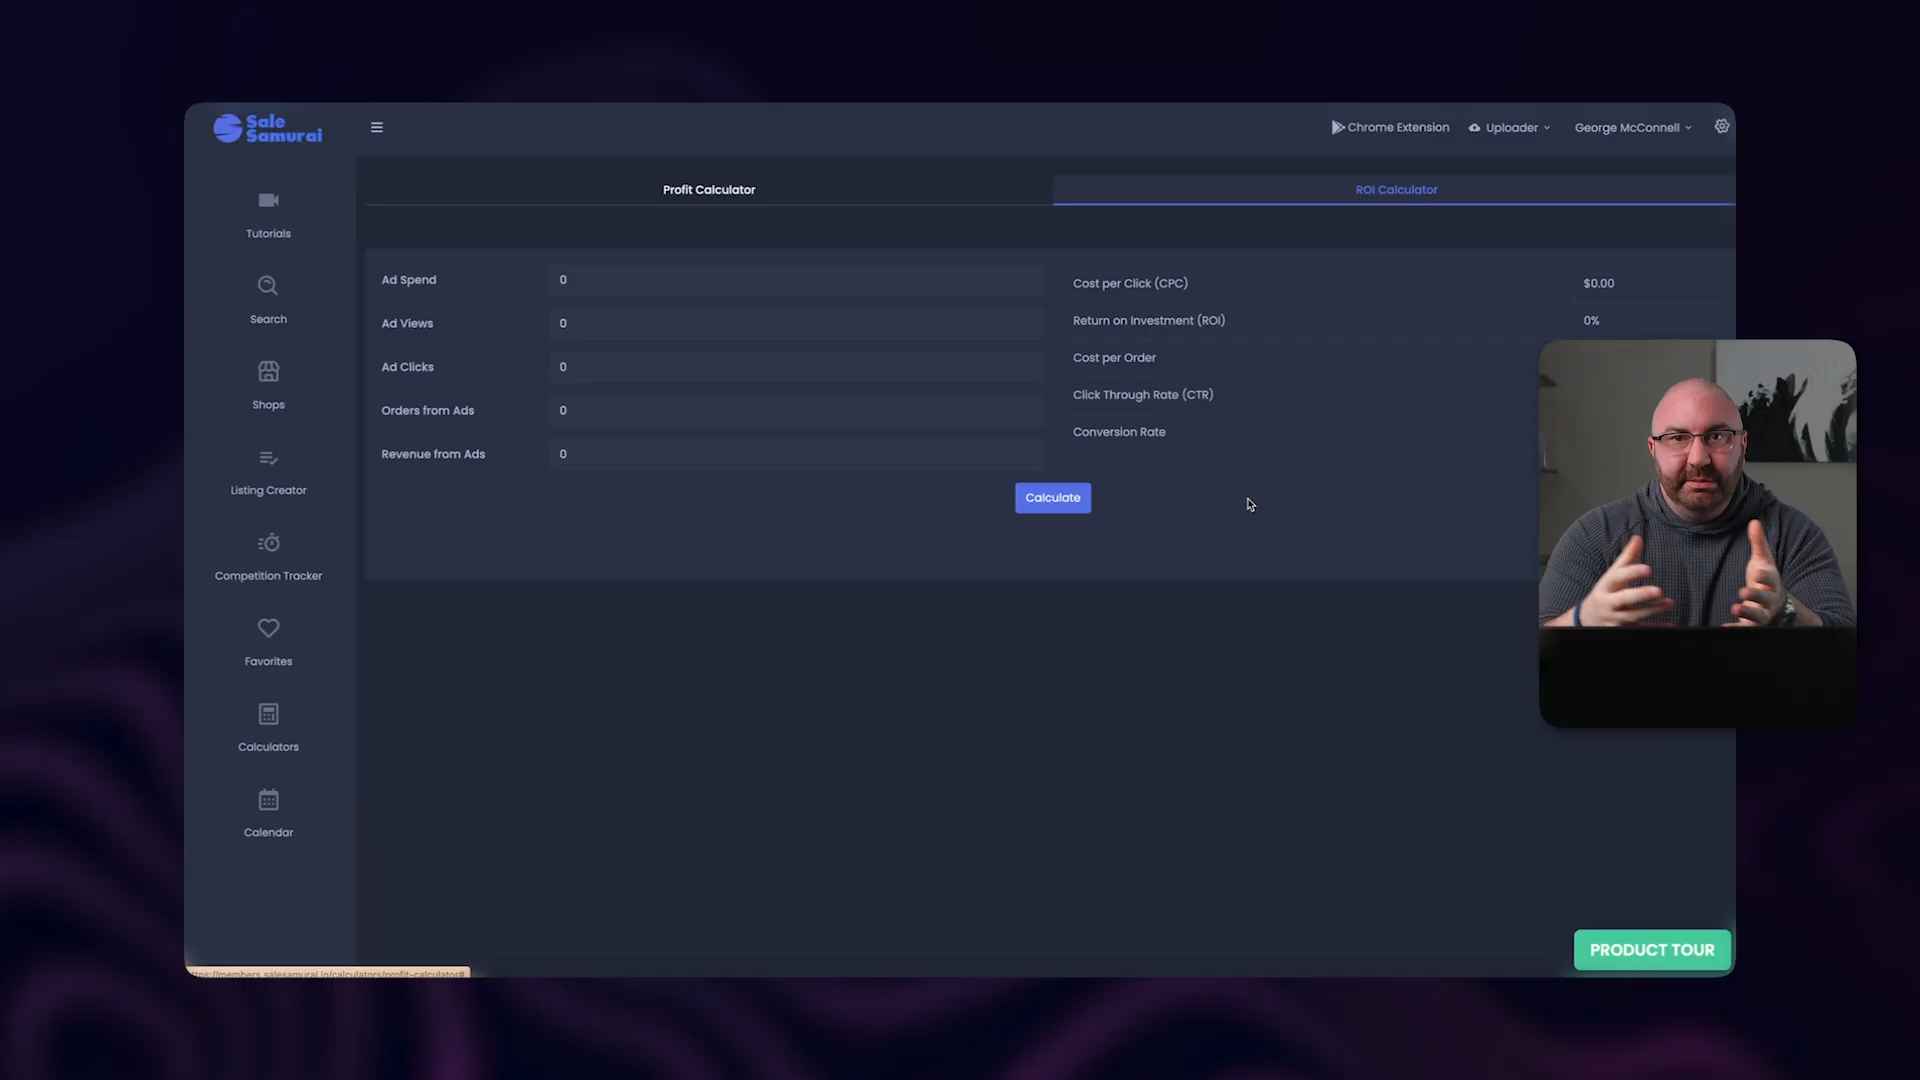 Sale
Samurai
Chrome Extension
Uploader
George McConnell
Profit Calculator
ROI Calculator
Tutorials
Search
Shops
Listing Creator
Competition Tracker
Favorites
Calculators
Calendar
Ad Spend
0
Ad Views
0
Ad Clicks
0
Orders from Ads
0
Revenue from Ads
0
Cost per Click (CPC)
$0.00
Return on Investment (ROI)
0%
Cost per Order
Click Through Rate (CTR)
Conversion Rate
Calculate
PRODUCT TOUR
ttps://members.salesamurai.io/calculators/profit-calculator#